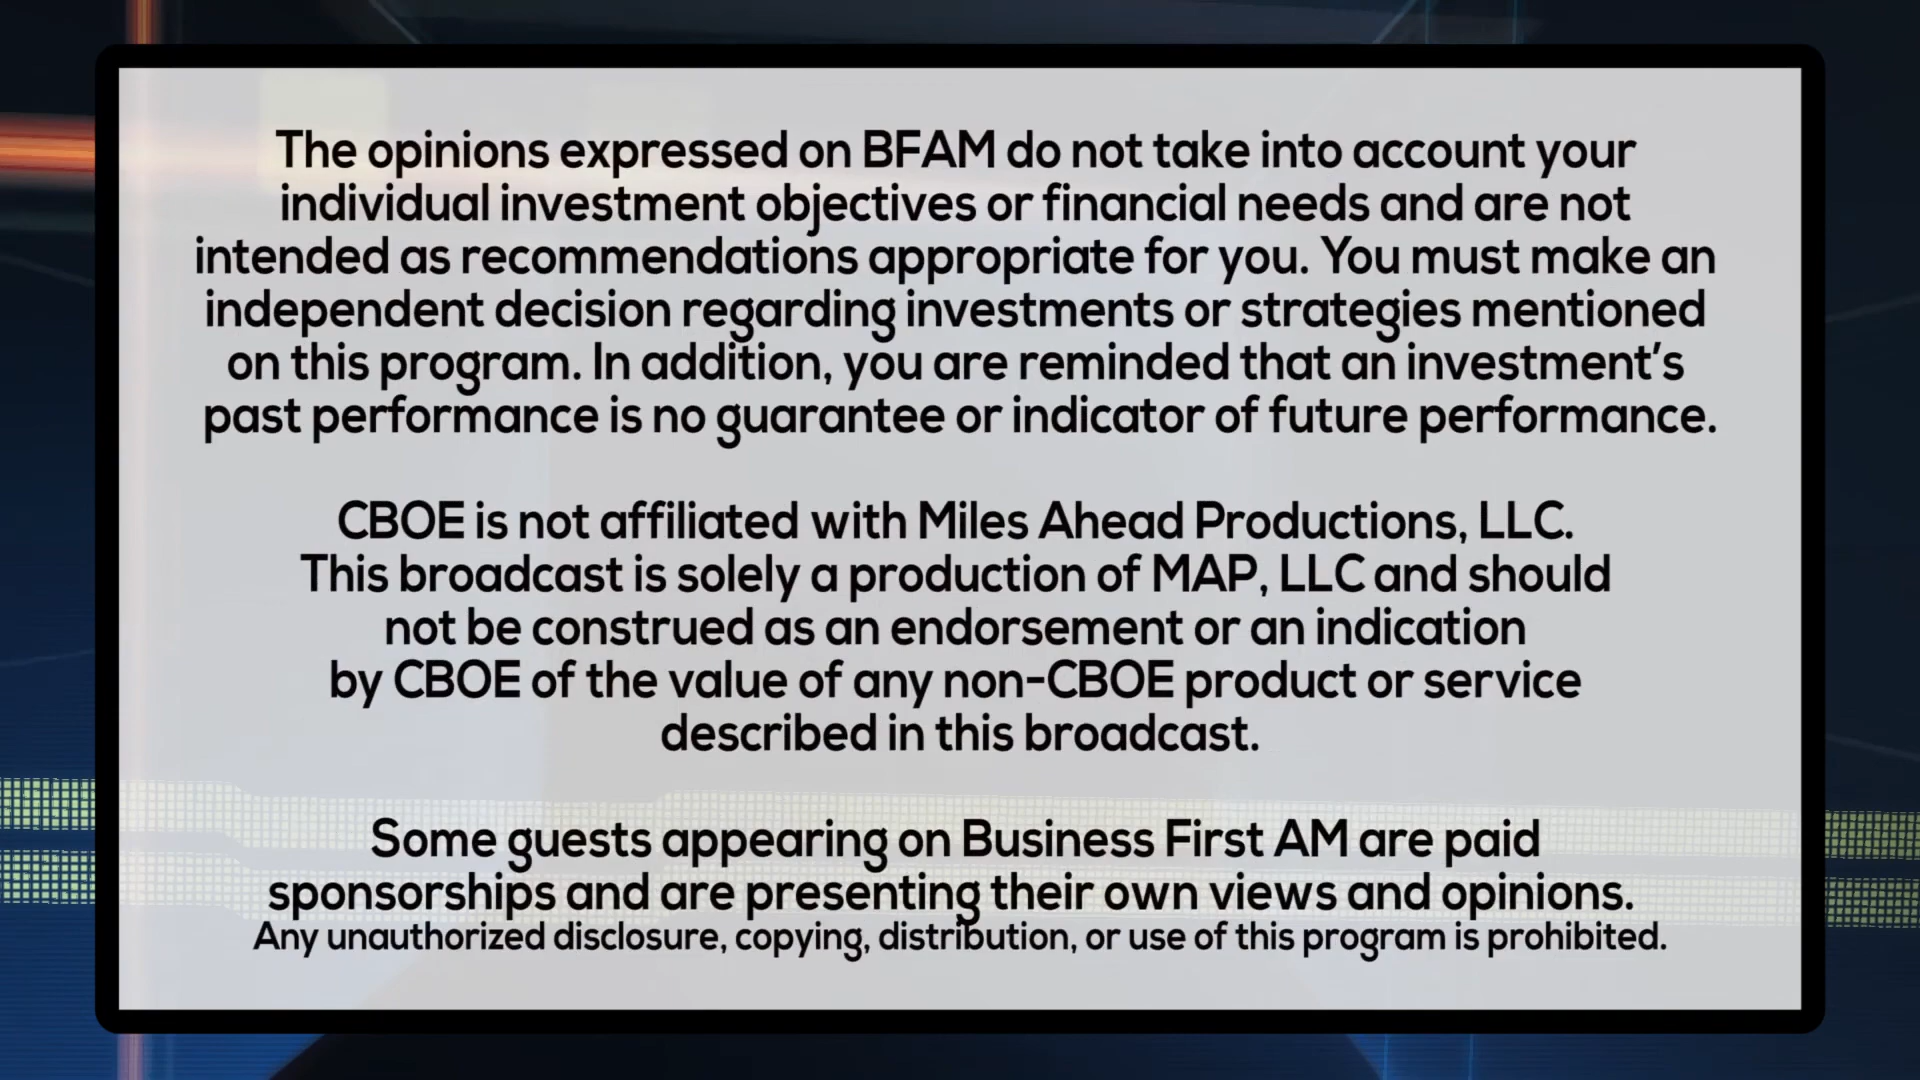 The opinions expressed on BFAM do not take into account your
individual investment objectives or financial needs and are not
intended as recommendations appropriate for you. You must make an
independent decision regarding investments or strategies mentioned
on this program. In addition, you are reminded that an investment's
past performance is no guarantee or indicator of future performance.
CBOE is not affiliated with Miles Ahead Productions, LLC.
This broadcast is solely a production of MAP, LLC and should
not be construed as an endorsement or an indication
by CBOE of the value of any non-CBOE product or service
described in this broadcast.
Some guests appearing on Business First AM are paid
sponsorships and are presenting their own views and opinions.
Any unauthorized disclosure, copying, distribution, or use of this program is prohibited.